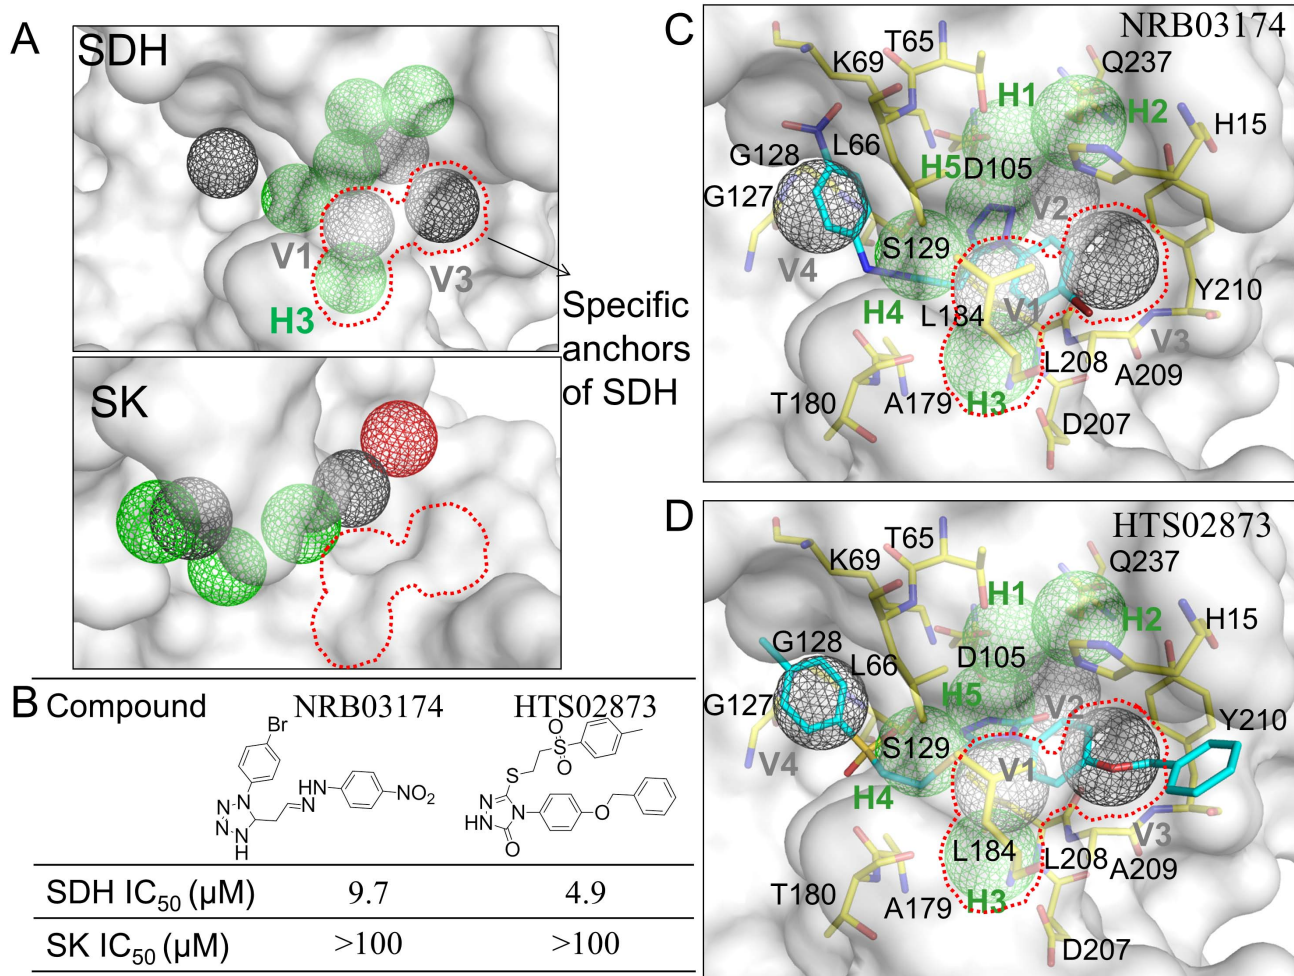 A
SDH
V1
V3
H3
Specific
anchors
of SDH
SK
B
Compound
NRB03174
HTS02873
Br
N
N
N
N
H
HN
N
NO2
O
S
O
S
N
N
HN
O
O
SDH IC50 (µM)
9.7
4.9
SK IC50 (µM)
>100
>100
C
NRB03174
T65
K69
Q237
H1
H2
H15
L66
G128
H5
D105
G127
V2
S129
V4
Y210
H4
L184
V1
V3
L208
A209
T180
A179
H3
D207
D
HTS02873
T65
K69
Q237
H1
H2
H15
G128
L66
D105
H5
G127
V2
Y210
S129
V4
V1
H4
V3
L184
L208
A209
T180
A179
H3
D207